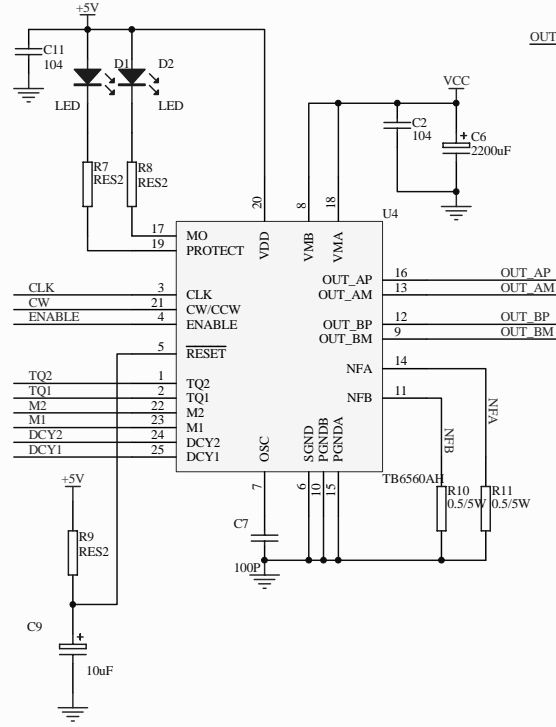 +5V
OUT
C11
104
D1
D2
LED
LED
VCC
C2
104
C6
2200uF
R7
RES2
R8
RES2
20
8
18
U4
17
MO
19
PROTECT
VDD
VMB
VMA
OUT_AP
16
OUT_AP
OUT_AM
13
OUT_AM
CLK
3
CLK
CW
21
CW/CCW
ENABLE
4
ENABLE
OUT_BP
12
OUT_BP
OUT_BM
9
OUT_BM
5
RESET
NFA
14
TQ2
1
TQ2
TQ1
2
TQ1
NFB
11
M2
22
M2
M1
23
M1
DCY2
24
DCY2
DCY1
25
DCY1
NFA
NFB
OSC
SGND
PGNDB
PGNDA
TB6560AH
7
6
10
15
+5V
R10
0.5/5W
R11
0.5/5W
C7
100P
R9
RES2
C9
+
10uF
+